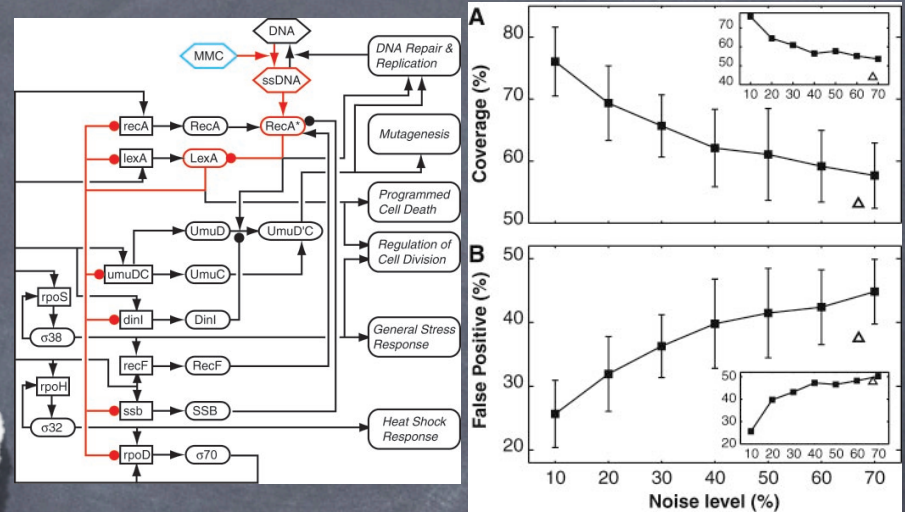 DNA
MMC
ssDNA
DNA Repair &
Replication
recA
RecA
RecA*
Mutagenesis
lexA
LexA
Programmed
Cell Death
UmuD
UmuD'C
Regulation of
Cell Division
umuDC
UmuC
rpoS
dinI
DinI
σ38
General Stress
Response
recF
RecF
rpoH
ssb
SSB
σ32
Heat Shock
Response
rpoD
σ70
A
Coverage (%)
80
70
60
50
70
60
50
40
10 20 30 40 50 60 70
B
False Positive (%)
50
40
30
20
50
40
30
20
10 20 30 40 50 60 70
10 20 30 40 50 60 70
Noise level (%)